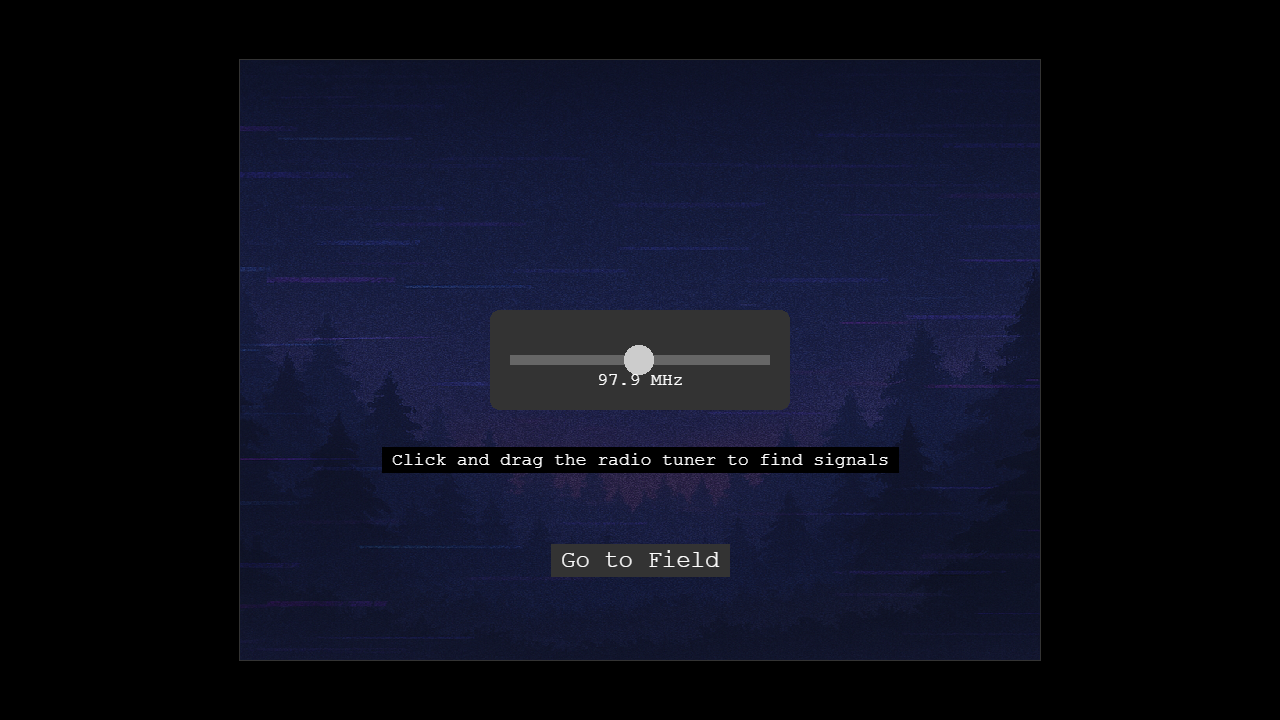 97.9 MHz
Click and drag the radio tuner to find signals
Go to Field